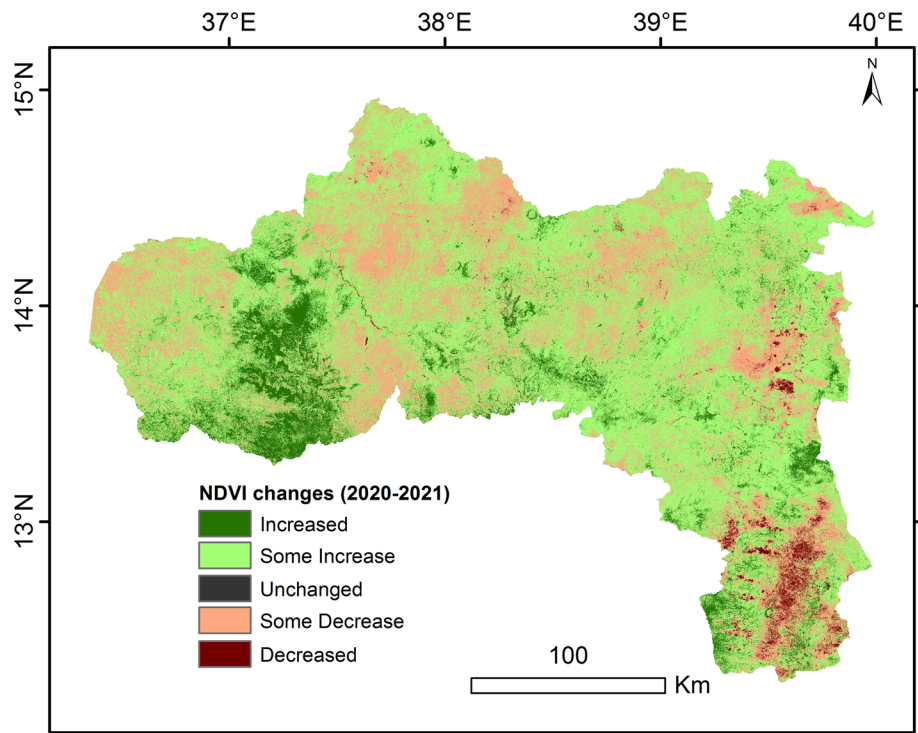 37°E 38°E 39°E 40°E
N
15°N
14°N
13°N
NDVI changes (2020-2021)
Increased
Some Increase
Unchanged
Some Decrease
Decreased
100
Km